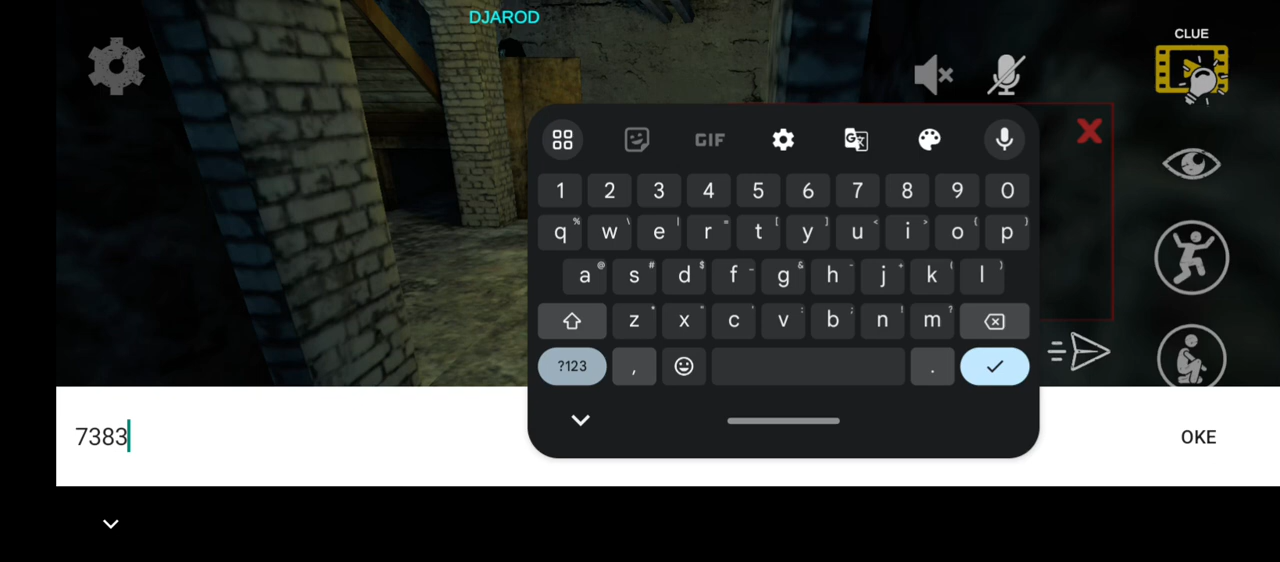 DJAROD
CLUE
GIF
1 2 3 4 5 6 7 8 9 0
q % w \ e | r = t [ y ] u < i > o { p }
a @ s # d $ f _ g & h - j + k ( l )
z * x " c ' v : b ; n ! m ?
?123 , .
7383
OKE